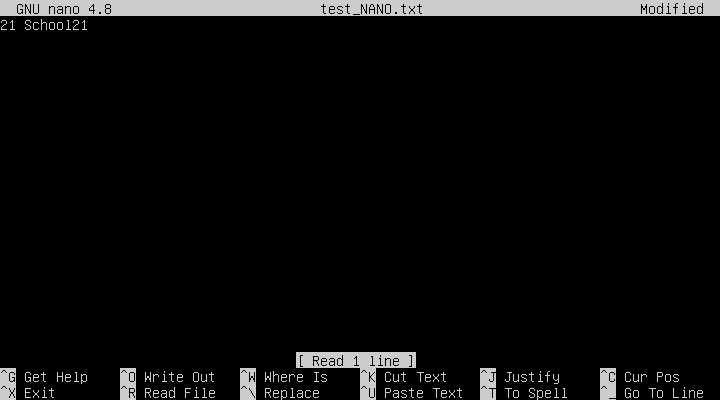 GNU nano 4.8 test_NANO.txt Modified
21 School21
[ Read 1 line ]
^G Get Help ^O Write Out ^W Where Is ^K Cut Text ^J Justify ^C Cur Pos
^X Exit ^R Read File ^\ Replace ^U Paste Text ^T To Spell ^_ Go To Line